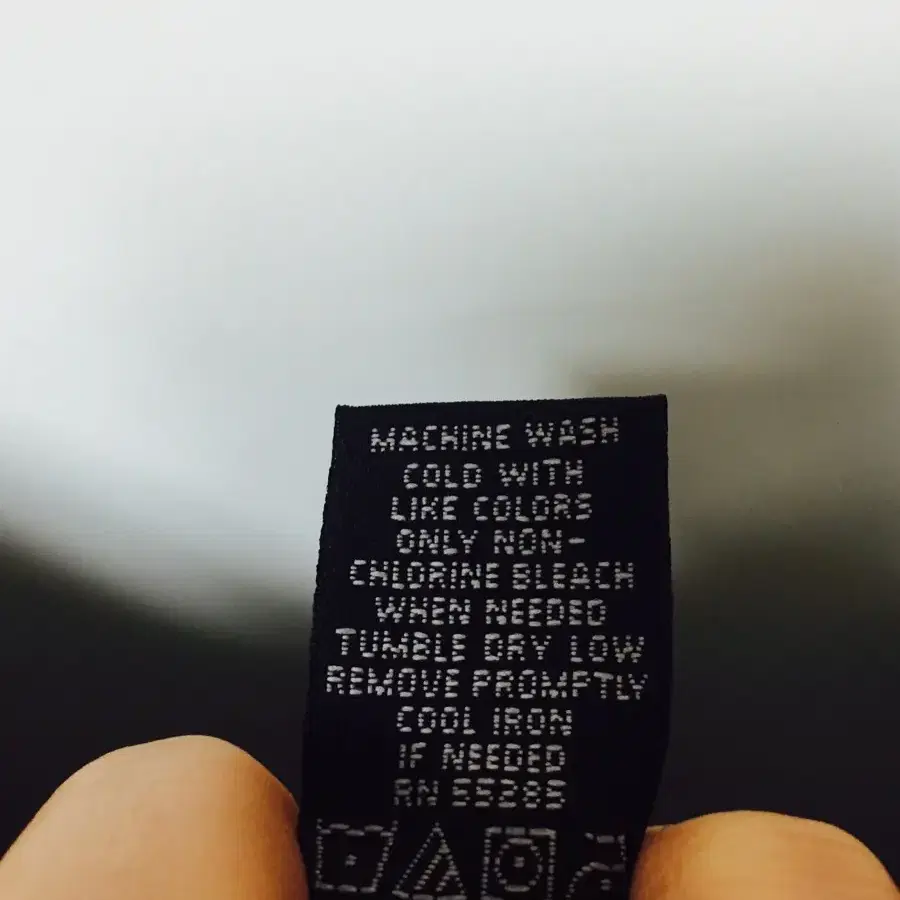 MACHINE WASH
COLD WITH
LIKE COLORS
ONLY NON-
CHLORINE BLEACH
WHEN NEEDED
TUMBLE DRY LOW
REMOVE PROMPTLY
COOL IRON
IF NEEDED
RN 55285